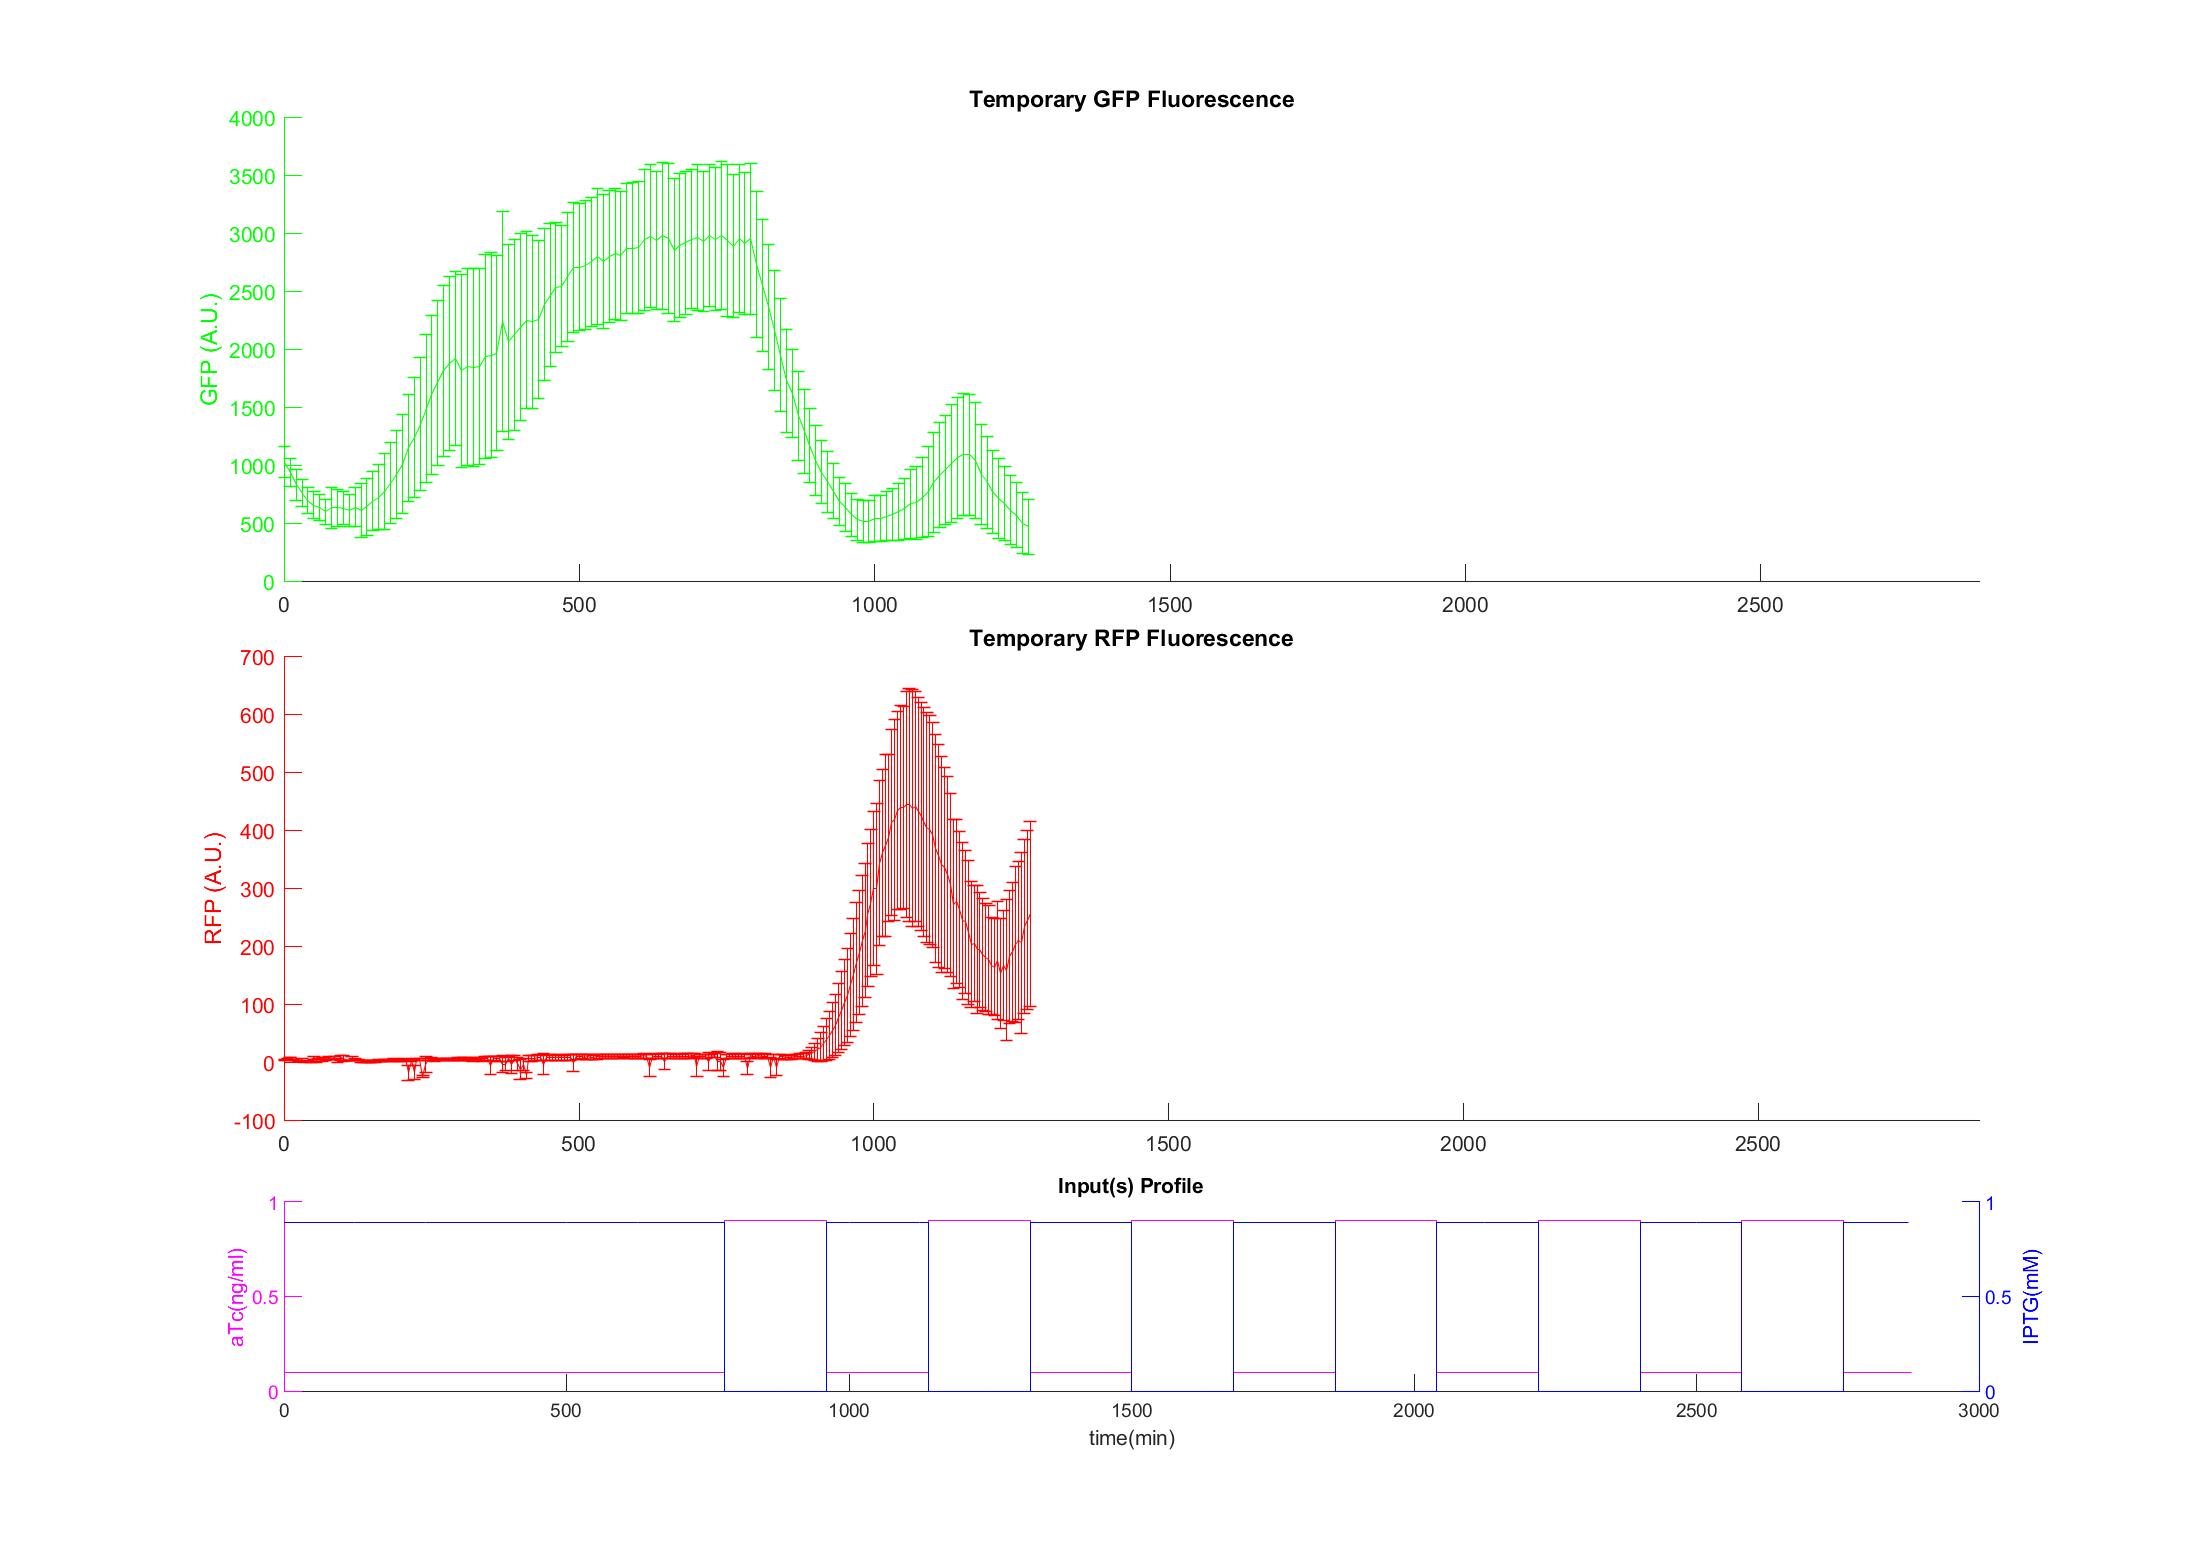 Temporary GFP Fluorescence
4000
3500
3000
2500
2000
1500
1000
500
0
GFP (A.U.)
0 500 1000 1500 2000 2500
Temporary RFP Fluorescence
700
600
500
400
300
200
100
0
-100
RFP (A.U.)
0 500 1000 1500 2000 2500
Input(s) Profile
1
0.5
0
aTc(ng/ml)
1
0.5
0
IPTG(mM)
0 500 1000 1500 2000 2500 3000
time(min)